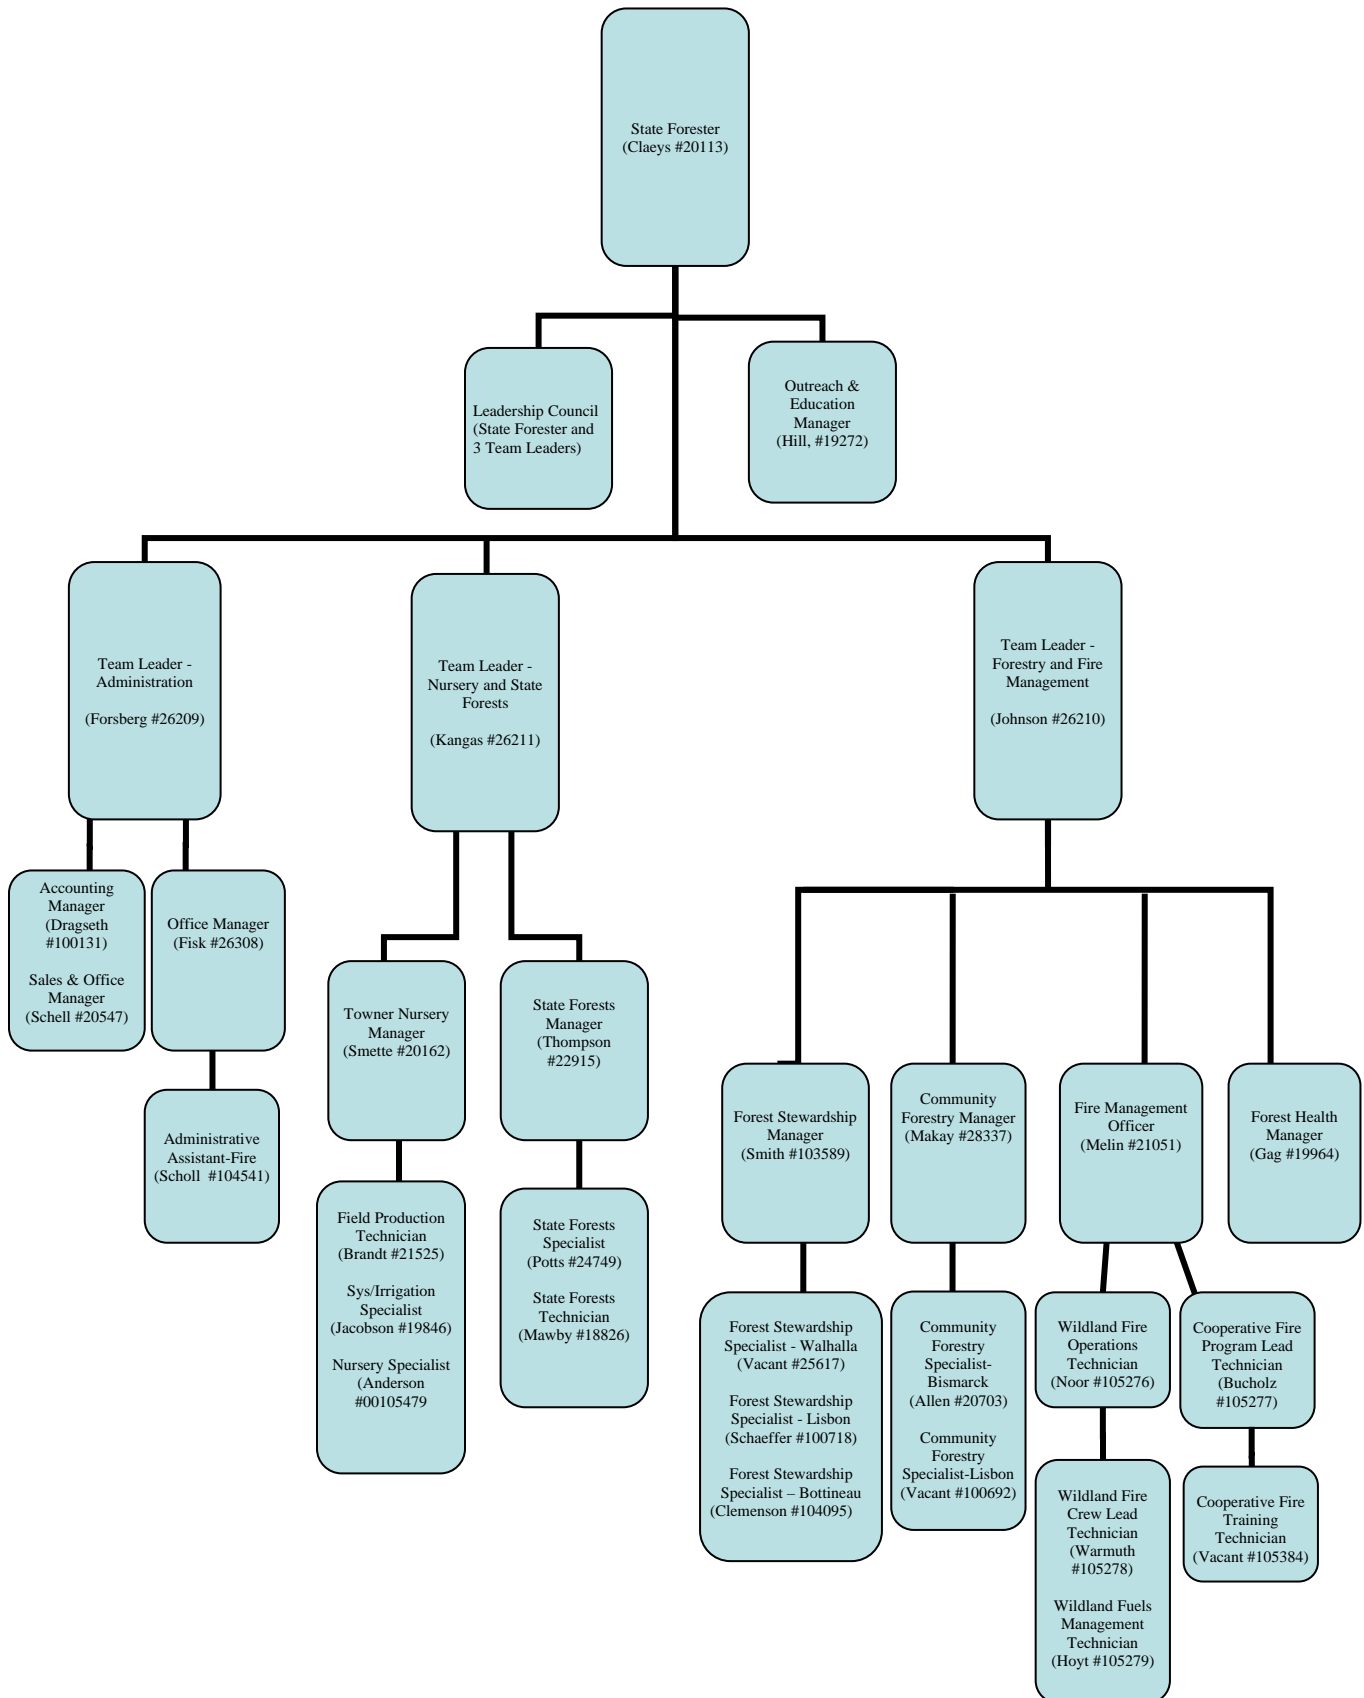 State Forester
(Claeys #20113)
Leadership Council
(State Forester and
3 Team Leaders)
Outreach &
Education
Manager
(Hill, #19272)
Team Leader -
Administration
(Forsberg #26209)
Team Leader -
Nursery and State
Forests
(Kangas #26211)
Team Leader -
Forestry and Fire
Management
(Johnson #26210)
Accounting
Manager
(Dragseth
#100131)
Sales & Office
Manager
(Schell #20547)
Office Manager
(Fisk #26308)
Administrative
Assistant-Fire
(Scholl  #104541)
Towner Nursery
Manager
(Smette #20162)
State Forests
Manager
(Thompson
#22915)
Field Production
Technician
(Brandt #21525)
Sys/Irrigation
Specialist
(Jacobson #19846)
Nursery Specialist
(Anderson
#00105479
State Forests
Specialist
(Potts #24749)
State Forests
Technician
(Mawby #18826)
Forest Stewardship
Manager
(Smith #103589)
Community
Forestry Manager
(Makay #28337)
Fire Management
Officer
(Melin #21051)
Forest Health
Manager
(Gag #19964)
Forest Stewardship
Specialist - Walhalla
(Vacant #25617)
Forest Stewardship
Specialist - Lisbon
(Schaeffer #100718)
Forest Stewardship
Specialist – Bottineau
(Clemenson #104095)
Community
Forestry
Specialist-
Bismarck
(Allen #20703)
Community
Forestry
Specialist-Lisbon
(Vacant #100692)
Wildland Fire
Operations
Technician
(Noor #105276)
Cooperative Fire
Program Lead
Technician
(Bucholz
#105277)
Wildland Fire
Crew Lead
Technician
(Warmuth
#105278)
Wildland Fuels
Management
Technician
(Hoyt #105279)
Cooperative Fire
Training
Technician
(Vacant #105384)